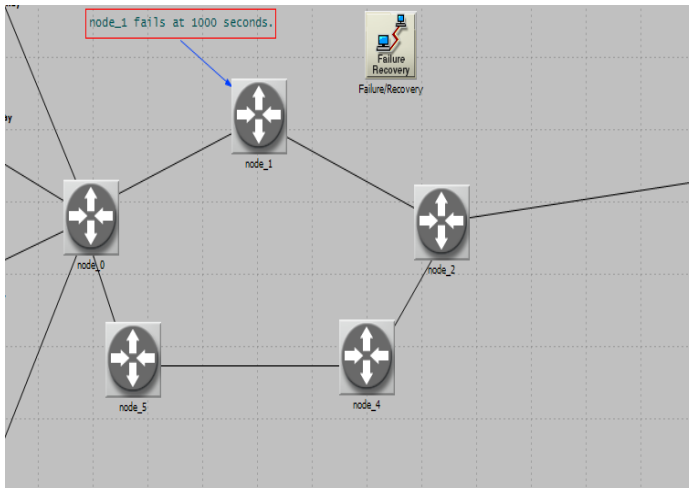 node_1 fails at 1000 seconds.
Failure
Recovery
Failure/Recovery
node_1
node_0
node_2
node_5
node_4